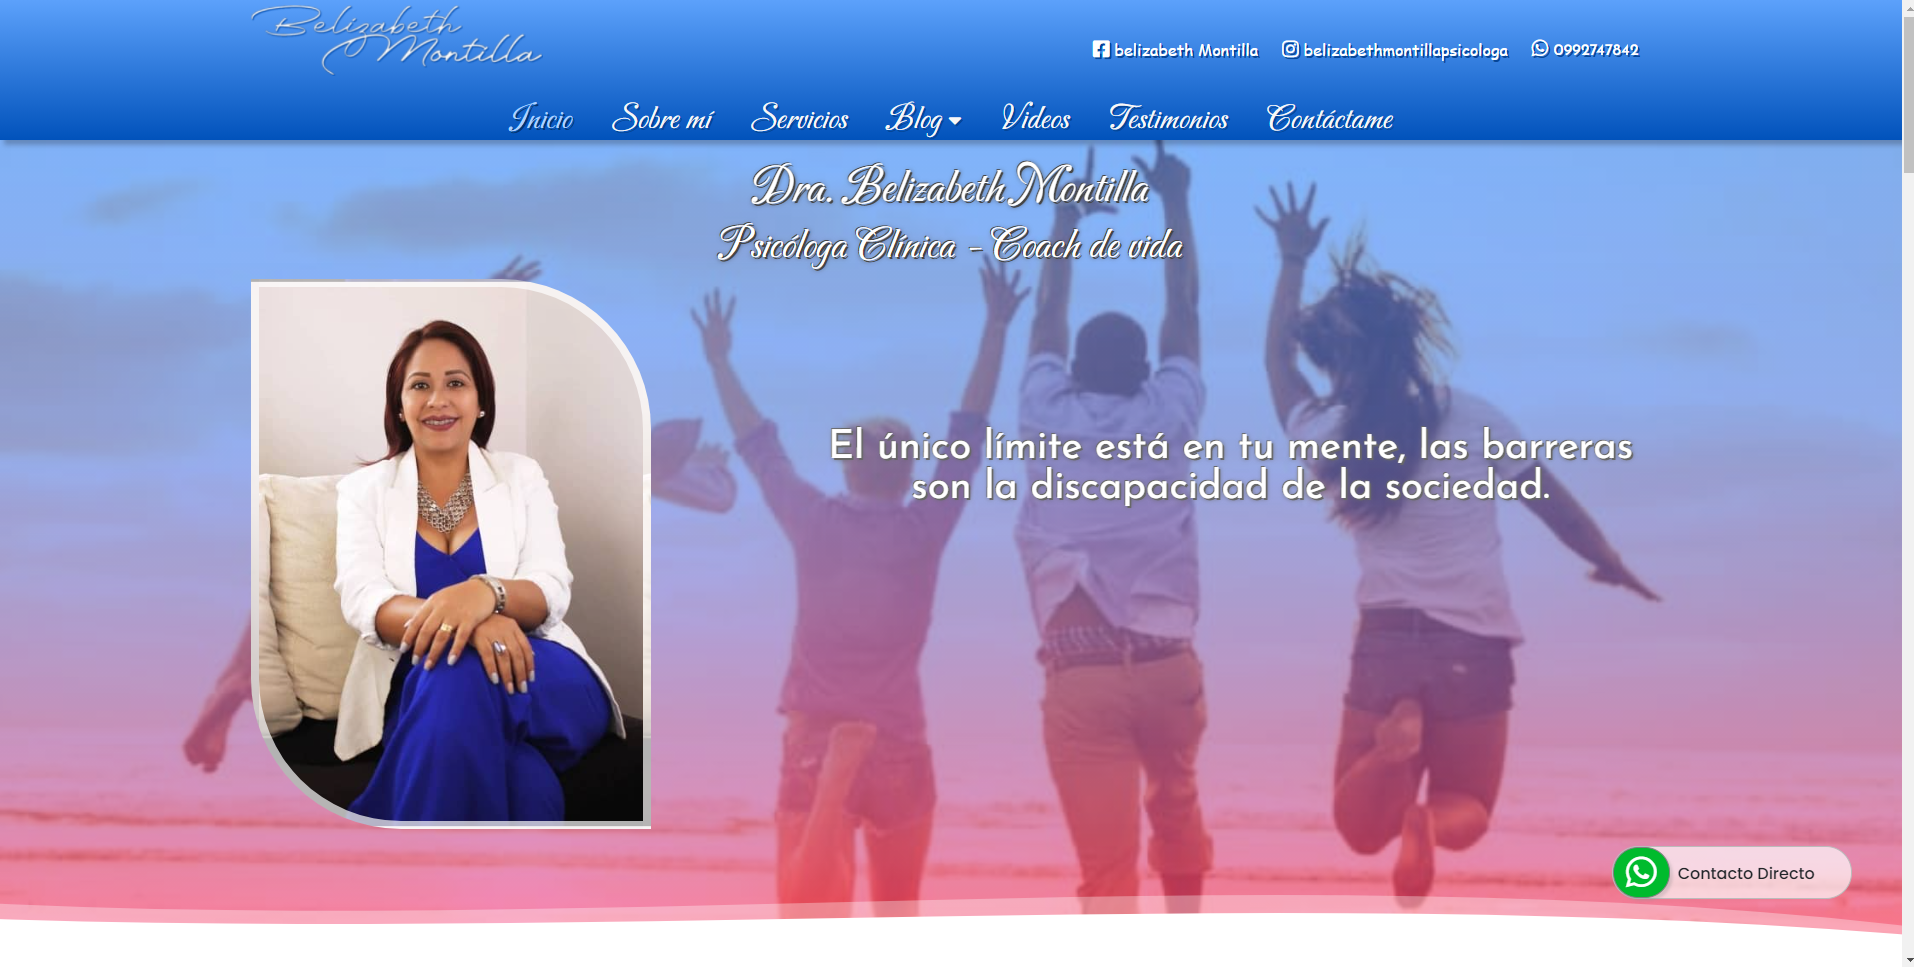 Belizabeth
Montilla
belizabeth Montilla belizabethmontillapsicologa 0992747842
Inicio Sobre mí Servicios Blog Videos Testimonios Contáctame
Dra. Belizabeth Montilla
Psicóloga Clínica - Coach de vida
El único límite está en tu mente, las barreras
son la discapacidad de la sociedad.
Contacto Directo